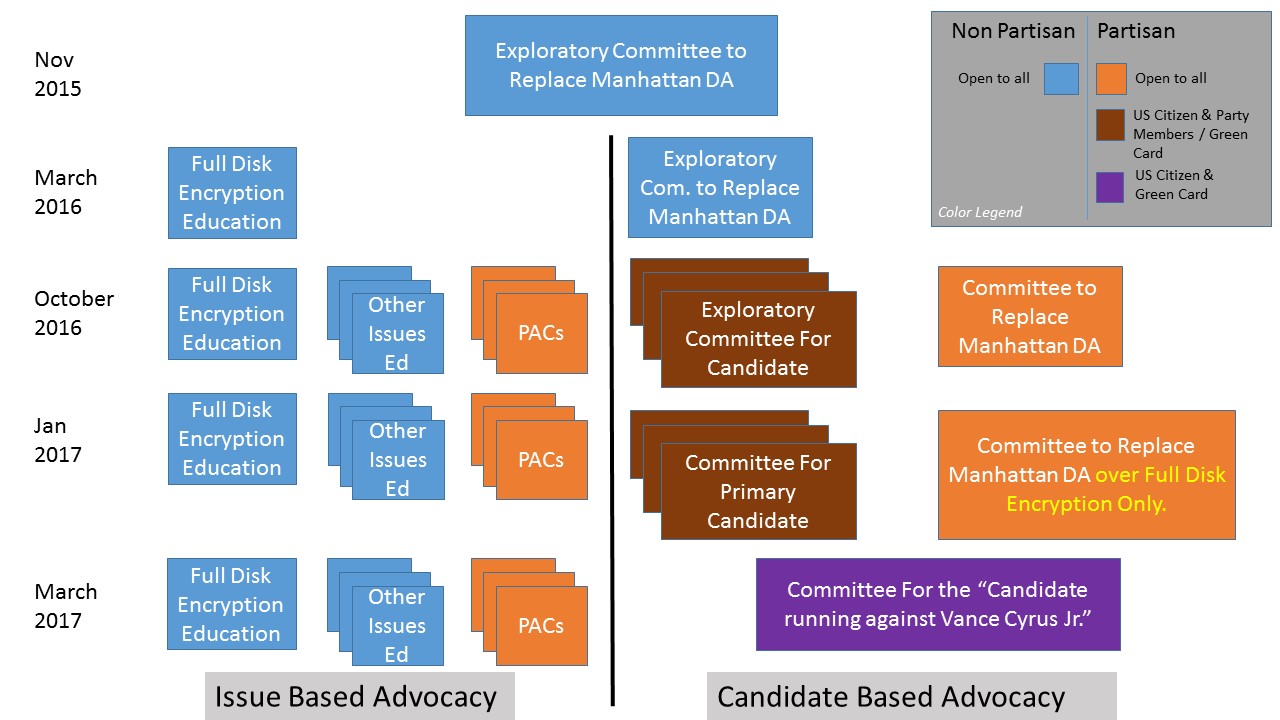 Nov
2015
Exploratory Committee to
Replace Manhattan DA
Non Partisan
Partisan
Open to all
Open to all
US Citizen & Party
Members / Green
Card
US Citizen &
Green Card
Color Legend
March
2016
Full Disk
Encryption
Education
Exploratory
Com. to Replace
Manhattan DA
October
2016
Full Disk
Encryption
Education
Other
Issues
Ed
PACs
Exploratory
Committee For
Candidate
Committee to
Replace
Manhattan DA
Jan
2017
Full Disk
Encryption
Education
Other
Issues
Ed
PACs
Committee For
Primary
Candidate
Committee to Replace
Manhattan DA over Full Disk
Encryption Only.
March
2017
Full Disk
Encryption
Education
Other
Issues
Ed
PACs
Committee For the “Candidate
running against Vance Cyrus Jr.”
Issue Based Advocacy
Candidate Based Advocacy